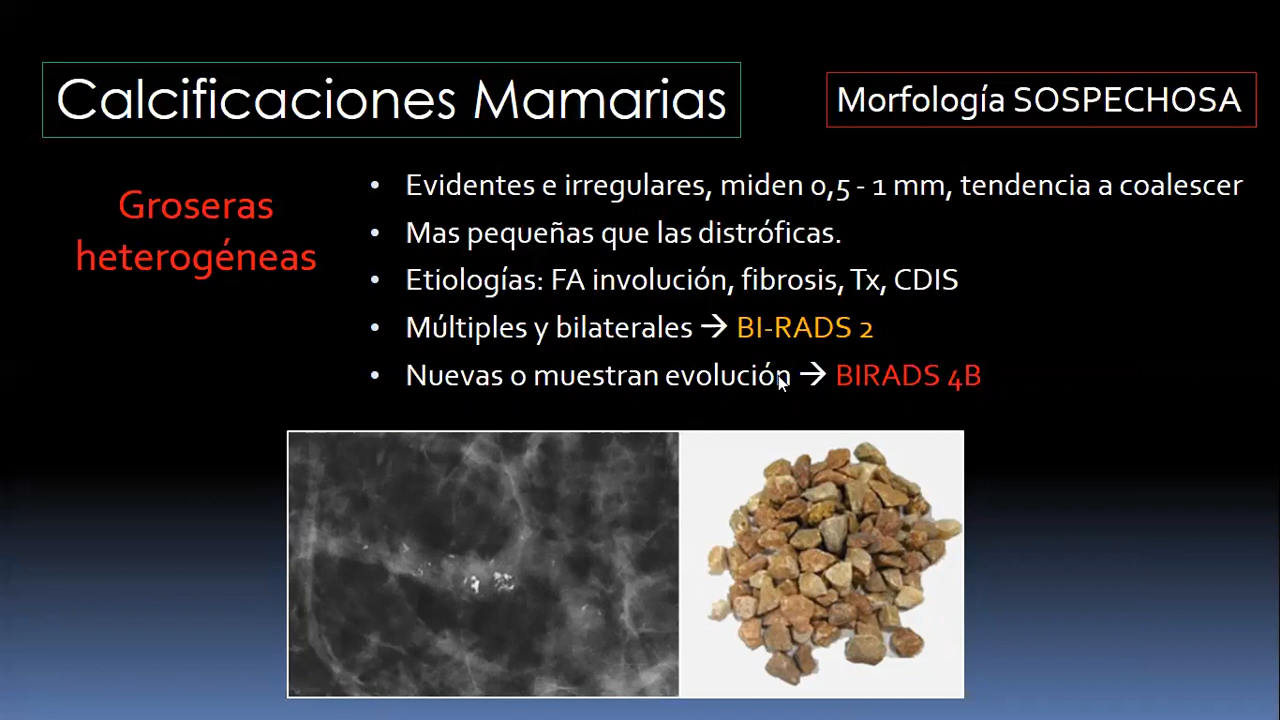 Calcificaciones Mamarias
Morfología SOSPECHOSA
Groseras
heterogéneas
• Evidentes e irregulares, miden 0,5 - 1 mm, tendencia a coalescer
• Mas pequeñas que las distróficas.
• Etiologías: FA involución, fibrosis, Tx, CDIS
• Múltiples y bilaterales → BI-RADS 2
• Nuevas o muestran evolución → BIRADS 4B